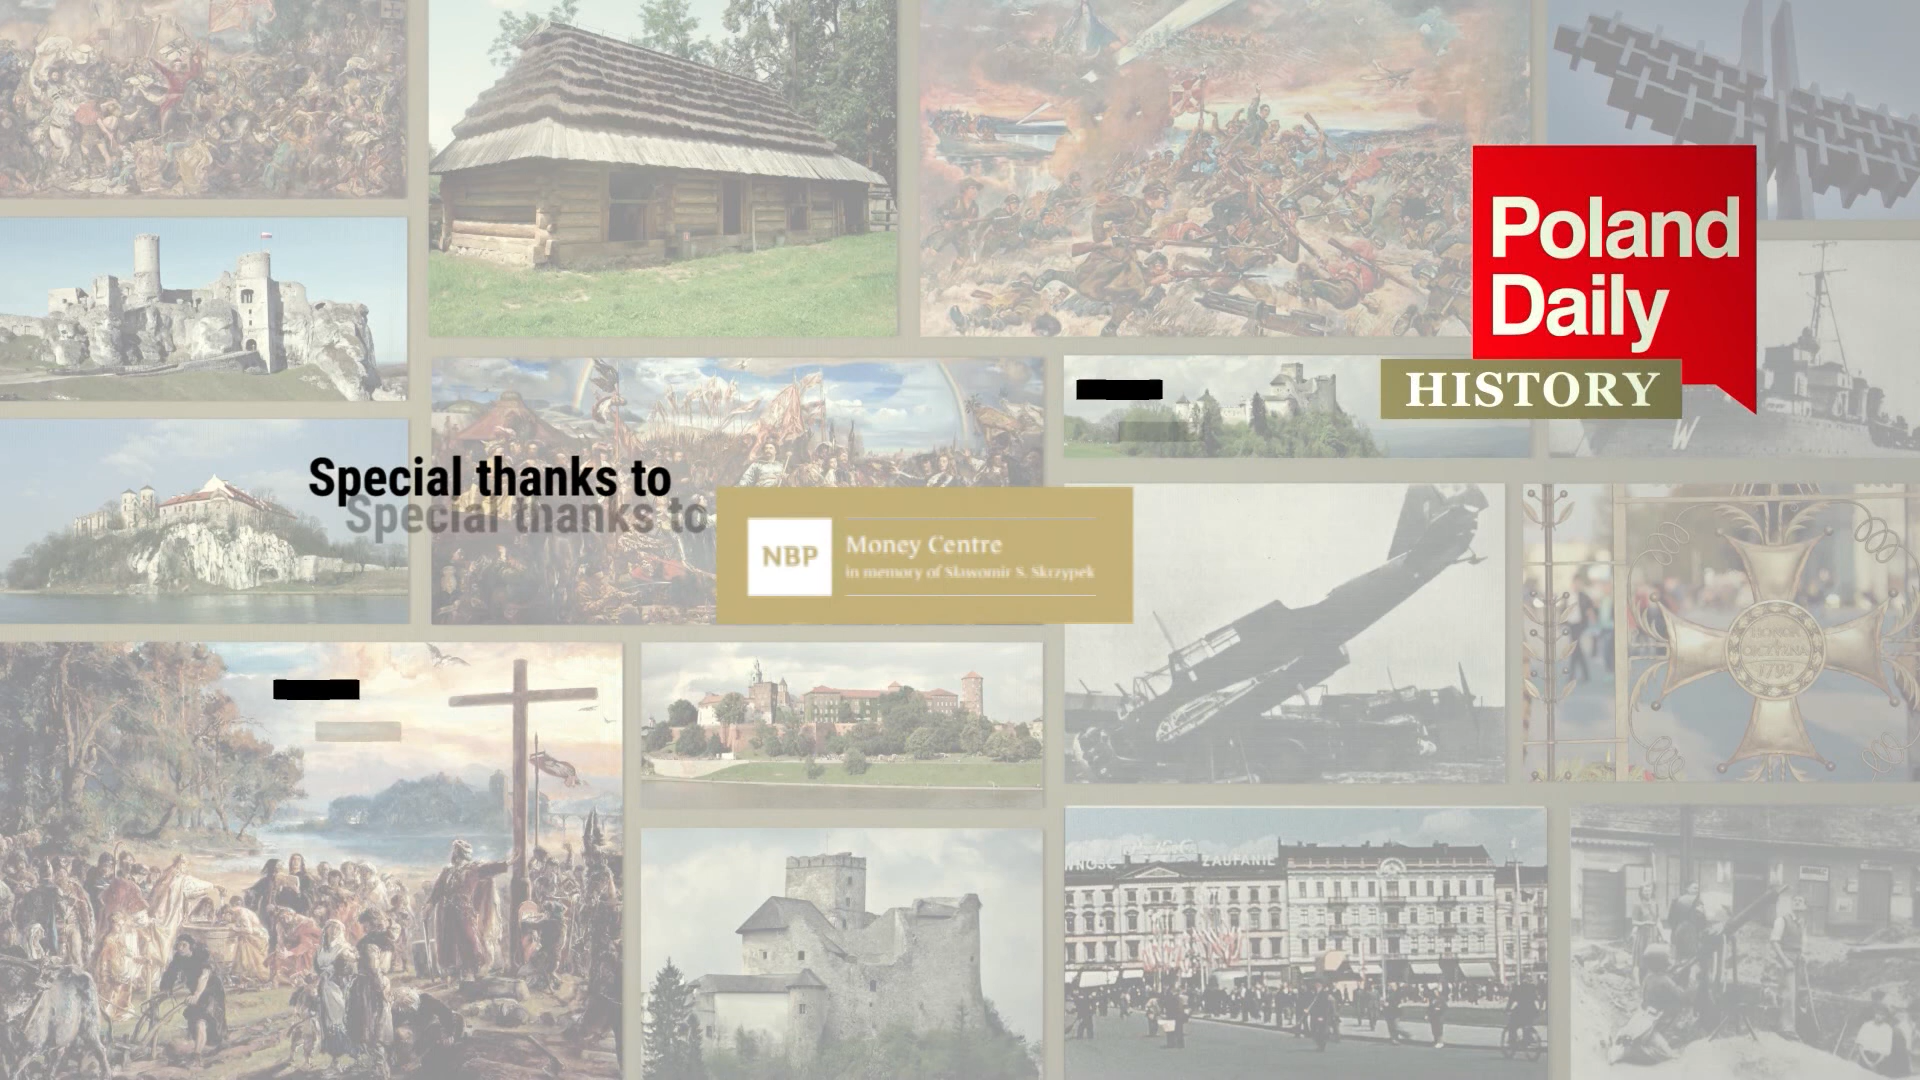 Poland
Daily
HISTORY
W
Special thanks to
Special thanks to
NBP
Money Centre
in memory of Sławomir S. Skrzypek
HONOR
OJCZYZNA
1792
ZAUFANIE